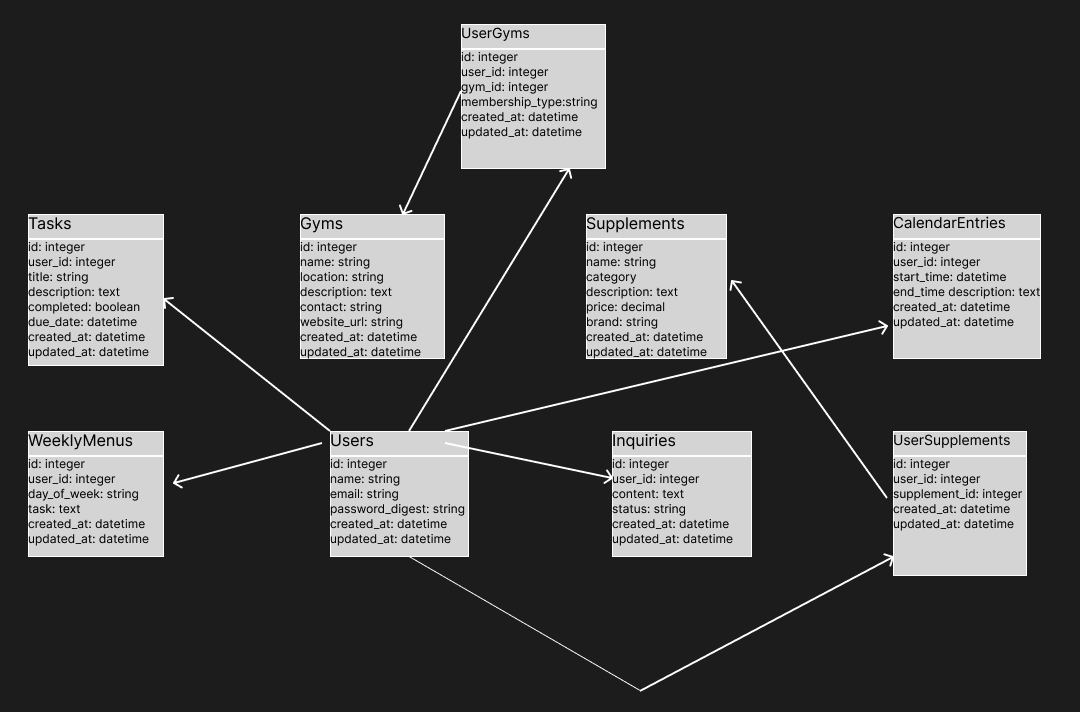 UserGyms
id: integer
user_id: integer
gym_id: integer
membership_type:string
created_at: datetime
updated_at: datetime
Tasks
id: integer
user_id: integer
title: string
description: text
completed: boolean
due_date: datetime
created_at: datetime
updated_at: datetime
Gyms
id: integer
name: string
location: string
description: text
contact: string
website_url: string
created_at: datetime
updated_at: datetime
Supplements
id: integer
name: string
category
description: text
price: decimal
brand: string
created_at: datetime
updated_at: datetime
CalendarEntries
id: integer
user_id: integer
start_time: datetime
end_time description: text
created_at: datetime
updated_at: datetime
WeeklyMenus
id: integer
user_id: integer
day_of_week: string
task: text
created_at: datetime
updated_at: datetime
Users
id: integer
name: string
email: string
password_digest: string
created_at: datetime
updated_at: datetime
Inquiries
id: integer
user_id: integer
content: text
status: string
created_at: datetime
updated_at: datetime
UserSupplements
id: integer
user_id: integer
supplement_id: integer
created_at: datetime
updated_at: datetime